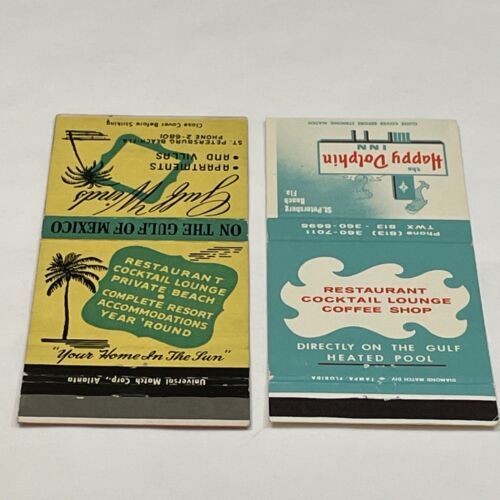 Close Cover Before Striking
ST. PETERSBURG BEACH, FLA.
PHONE 2-6801
• APARTMENTS
• AND VILLAS
Gulf Winds
ON THE GULF OF MEXICO
RESTAURANT
COCKTAIL LOUNGE
PRIVATE BEACH
•
COMPLETE RESORT
ACCOMMODATIONS
YEAR 'ROUND
"Your Home In The Sun"
Universal Match Corp., Atlanta
CLOSE COVER BEFORE STRIKING MATCH
the
Happy Dolphin
INN
St. Petersburg
Beach
Fla
Phone (813) 360-7011
TWX 813 - 360-6698
RESTAURANT
COCKTAIL LOUNGE
COFFEE SHOP
DIRECTLY ON THE GULF
HEATED POOL
DIAMOND MATCH DIV. TAMPA, FLORIDA